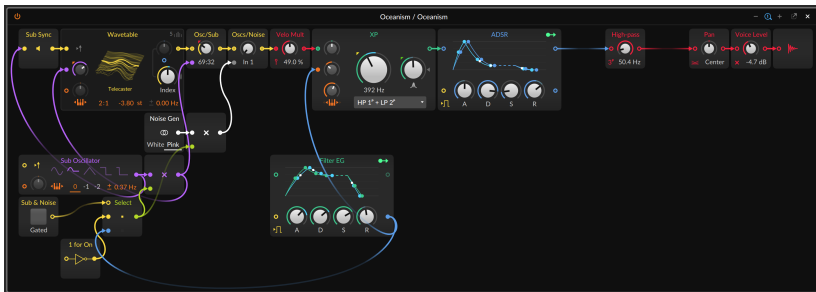 Oceanism / Oceanism
Sub Sync
Wavetable
Osc/Sub
Oscs/Noise
Velo Mult
XP
ADSR
High-pass
Pan
Voice Level
Telecaster
Index
69:32
In 1
49.0 %
392 Hz
50.4 Hz
Center
-4.7 dB
2:1 -3.80 st ± 0.00 Hz
HP 1" + LP 2"
A D S R
Noise Gen
White Pink
Sub Oscillator
Filter EG
0 -1 -2 ± 0.37 Hz
Sub & Noise
Select
A D S R
Gated
1 for On